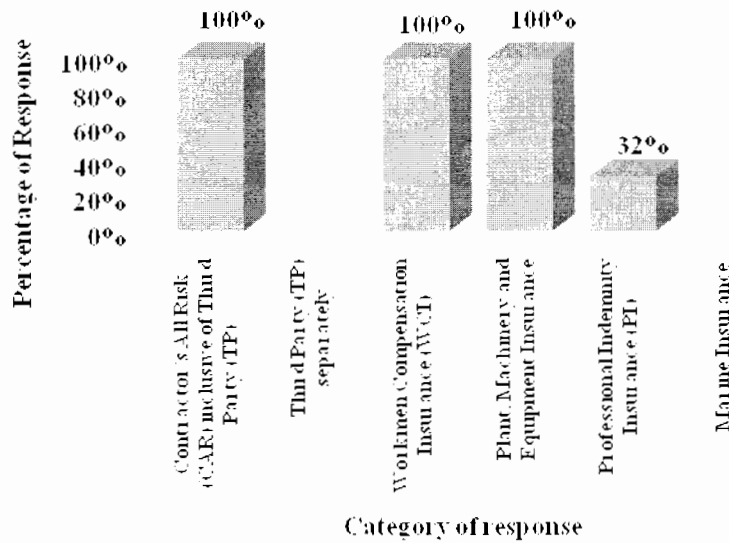 100%
100%
100%
32%
Percentage of Response
100%
80%
60%
40%
20%
0%
Contractor's All Risk
(CAR) inclusive of Third
Party (TP)
Third Party (TP)
separately
Workmen Compensation
Insurance (WCI)
Plant, Machinery and
Equipment Insurance
Professional Indemnity
Insurance (PI)
Marine Insurance
Category of response